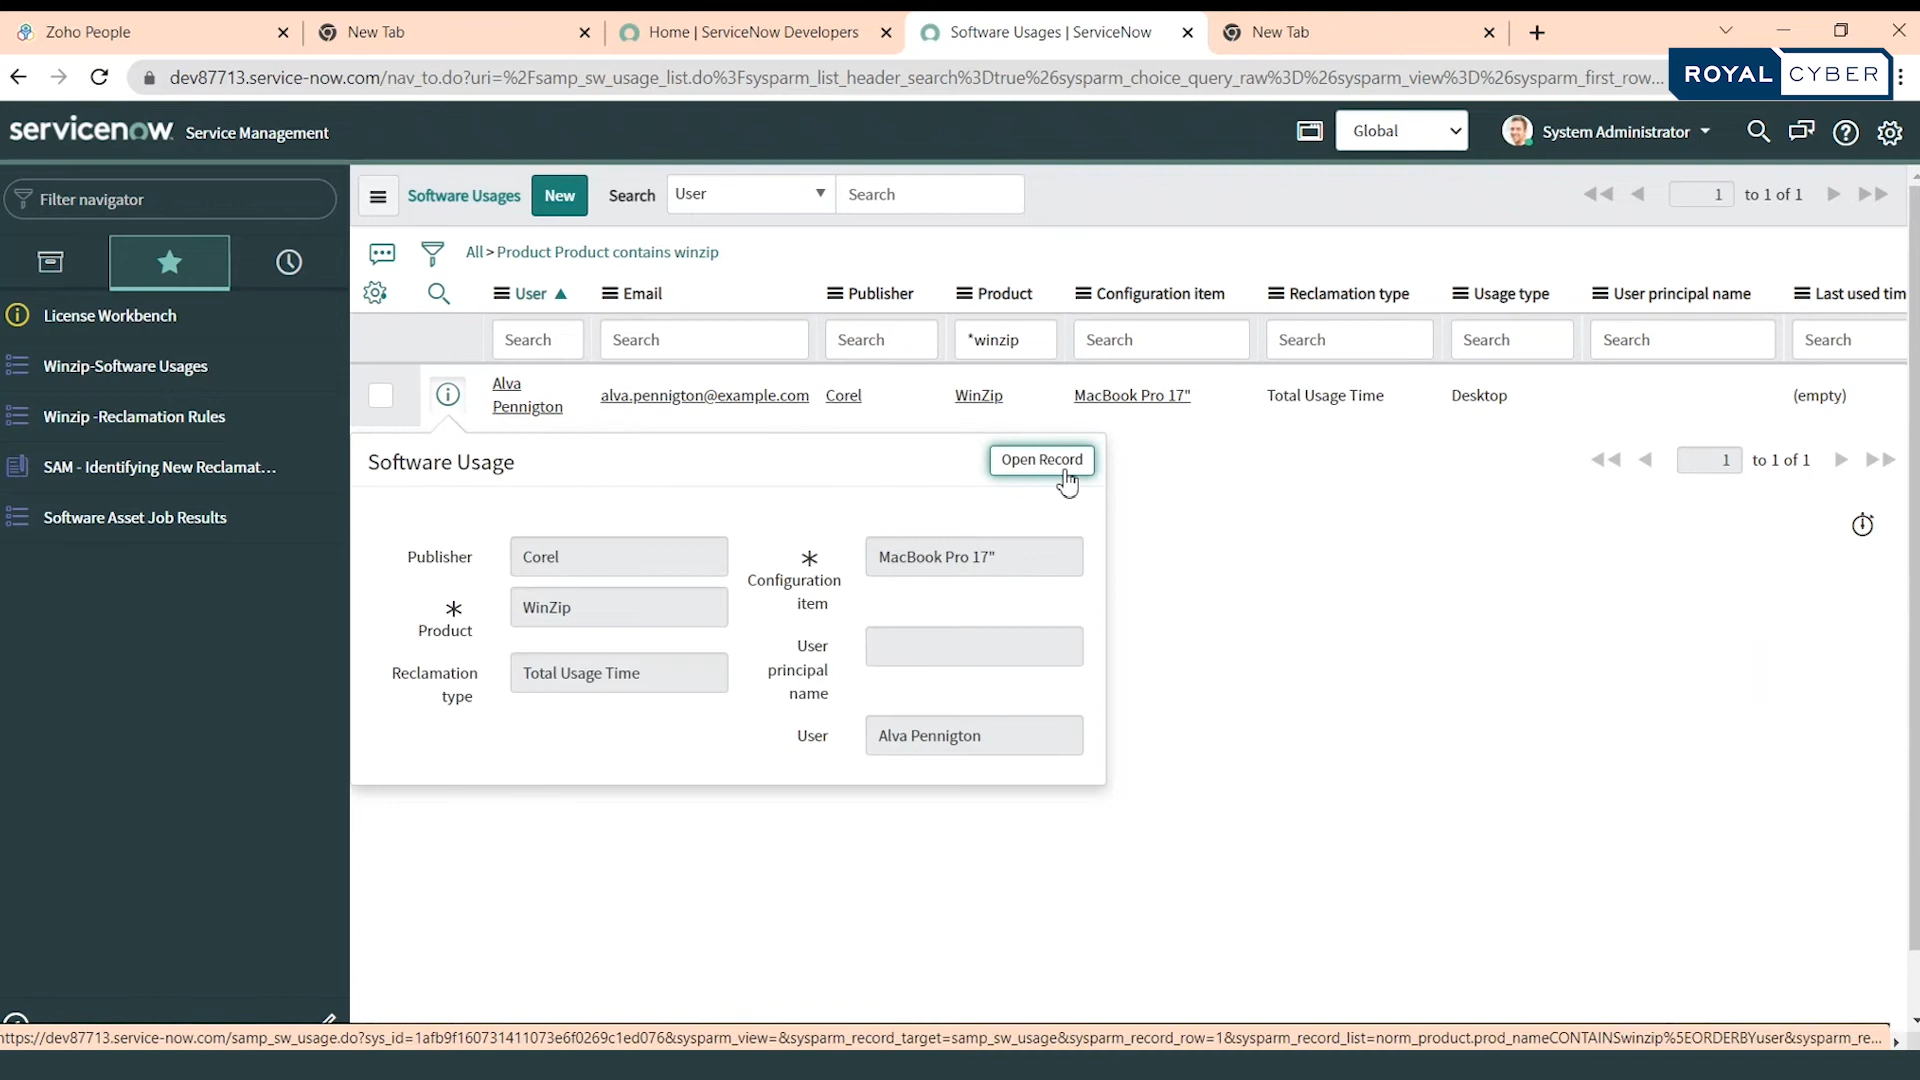 Zoho People
New Tab
Home | ServiceNow Developers
Software Usages | ServiceNow
New Tab
dev87713.service-now.com/nav_to.do?uri=%2Fsamp_sw_usage_list.do%3Fsysparm_list_header_search%3Dtrue%26sysparm_choice_query_raw%3D%26sysparm_view%3D%26sysparm_first_row...
ROYAL CYBER
servicenow Service Management
Global
System Administrator
Filter navigator
Software Usages New Search User Search
1 to 1 of 1
All > Product Product contains winzip
User Email Publisher Product Configuration item Reclamation type Usage type User principal name Last used tim
Search Search Search *winzip Search Search Search Search Search
License Workbench
Winzip-Software Usages
Winzip -Reclamation Rules
SAM - Identifying New Reclamat...
Software Asset Job Results
Alva Pennigton alva.pennigton@example.com Corel WinZip MacBook Pro 17" Total Usage Time Desktop (empty)
1 to 1 of 1
Software Usage Open Record
Publisher Corel
* Product WinZip
Reclamation type Total Usage Time
* Configuration item MacBook Pro 17"
User principal name
User Alva Pennigton
https://dev87713.service-now.com/samp_sw_usage.do?sys_id=1afb9f160731411073e6f0269c1ed076&sysparm_view=&sysparm_record_target=samp_sw_usage&sysparm_record_row=1&sysparm_record_list=norm_product.prod_nameCONTAINSwinzip%5EORDERBYuser&sysparm_re...